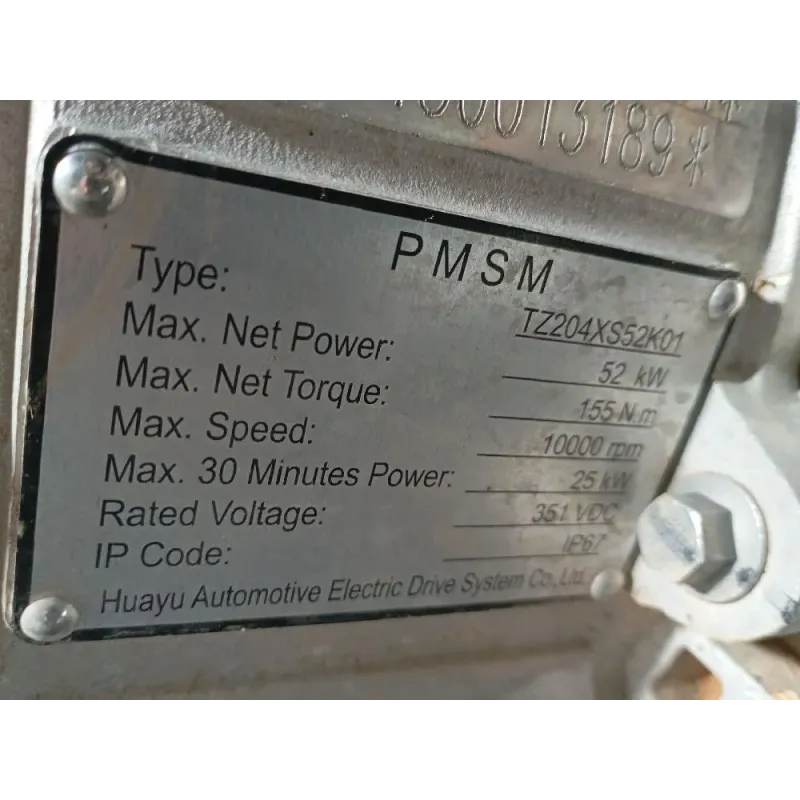 13189*
PMSM
Type: TZ204XS52K01
Max. Net Power: 52 kW
Max. Net Torque: 155 N.m
Max. Speed: 10000 rpm
Max. 30 Minutes Power: 25 kW
Rated Voltage: 351 VDC
IP Code: IP67
Huayu Automotive Electric Drive System Co.,Ltd.